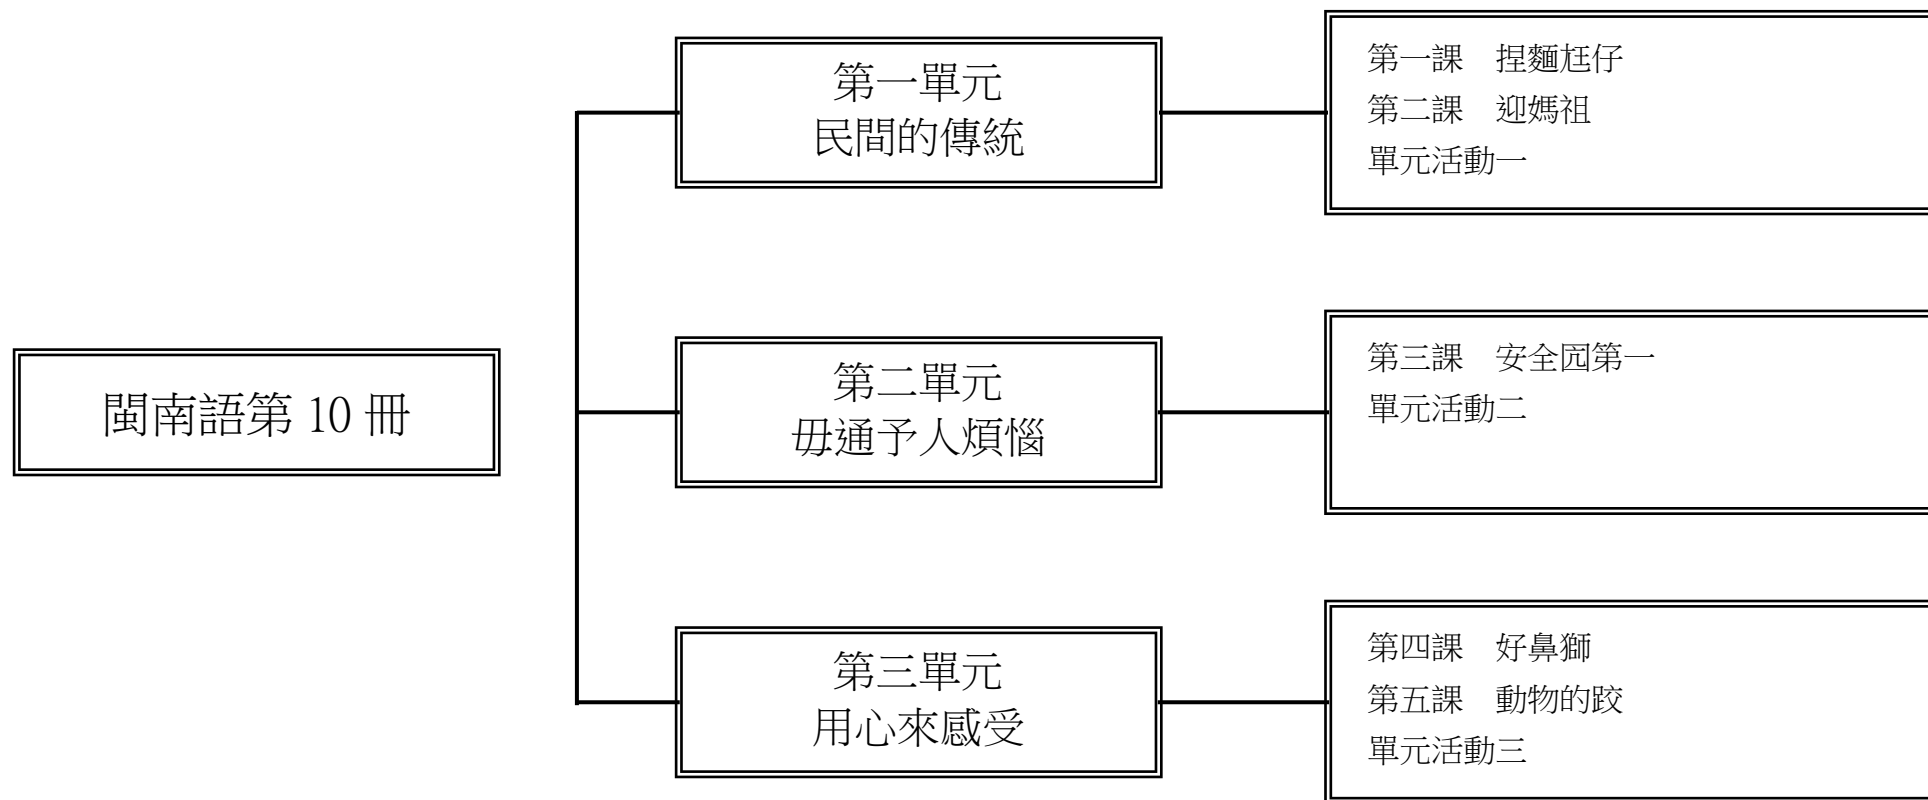 閩南語第 10 冊
第一單元
民間的傳統
第一課　捏麵尪仔
第二課　迎媽祖
單元活動一
第二單元
毋通予人煩惱
第三課　安全囥第一
單元活動二
第三單元
用心來感受
第四課　好鼻獅
第五課　動物的跤
單元活動三